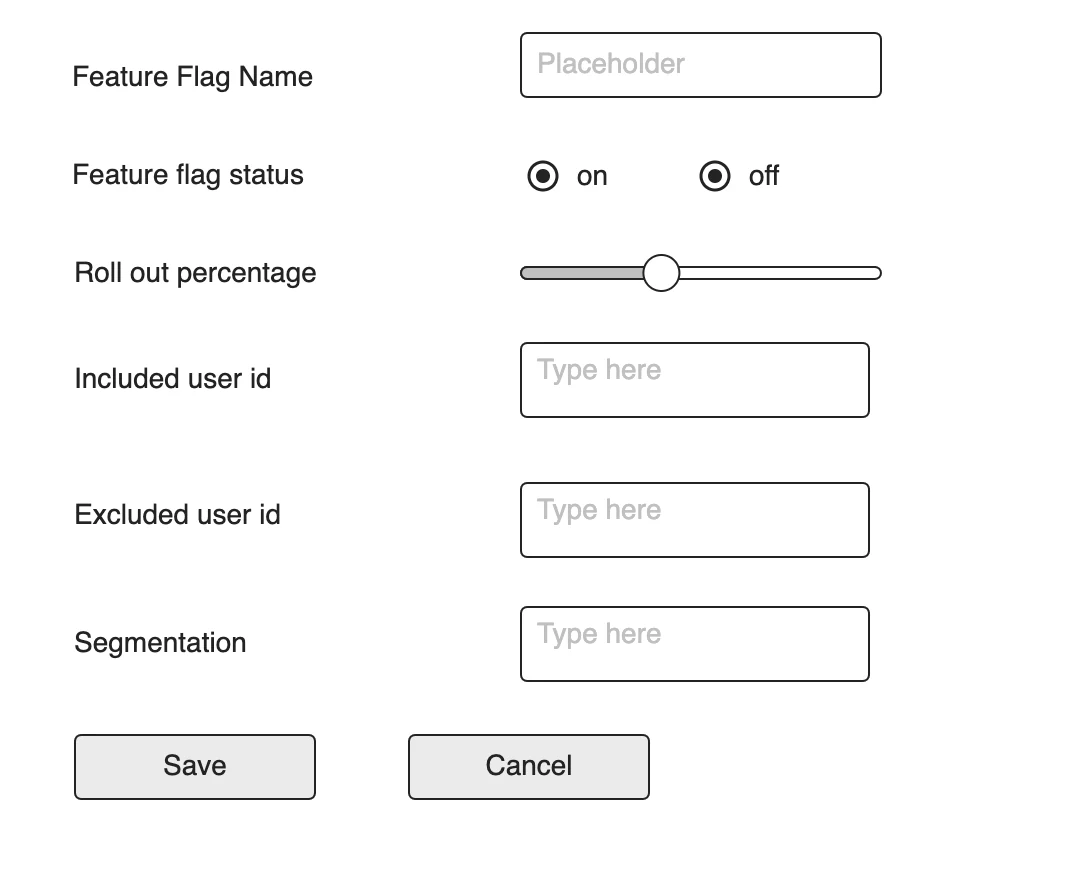 Feature Flag Name
Placeholder
Feature flag status
on
off
Roll out percentage
Included user id
Type here
Excluded user id
Type here
Segmentation
Type here
Save
Cancel